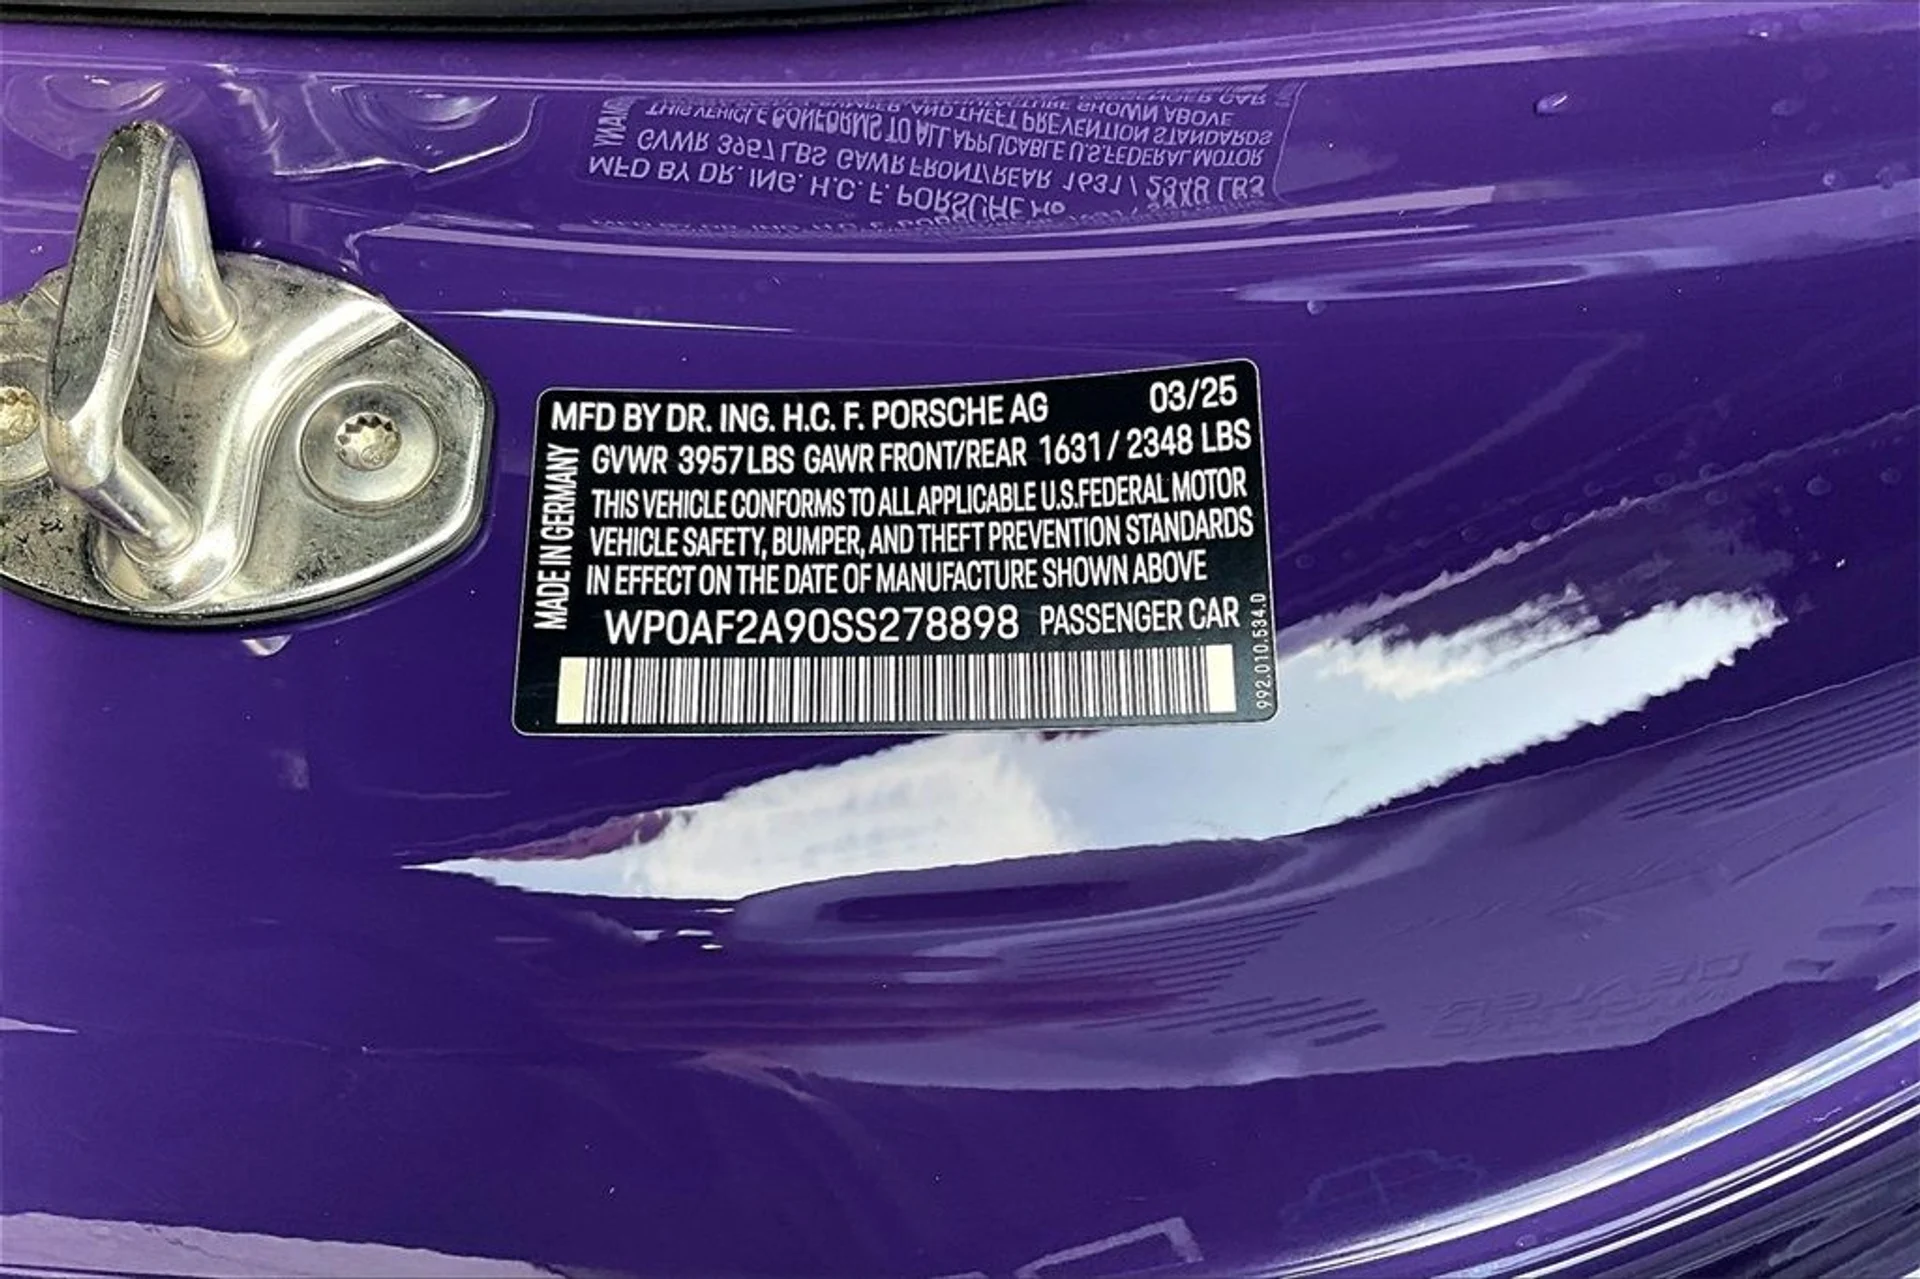 MFD BY DR. ING. H.C. F. PORSCHE AG 03/25
GVWR 3957 LBS GAWR FRONT/REAR 1631 / 2348 LBS
THIS VEHICLE CONFORMS TO ALL APPLICABLE U.S.FEDERAL MOTOR
VEHICLE SAFETY, BUMPER, AND THEFT PREVENTION STANDARDS
IN EFFECT ON THE DATE OF MANUFACTURE SHOWN ABOVE
WP0AF2A90SS278898 PASSENGER CAR
MADE IN GERMANY
992.010.534.0